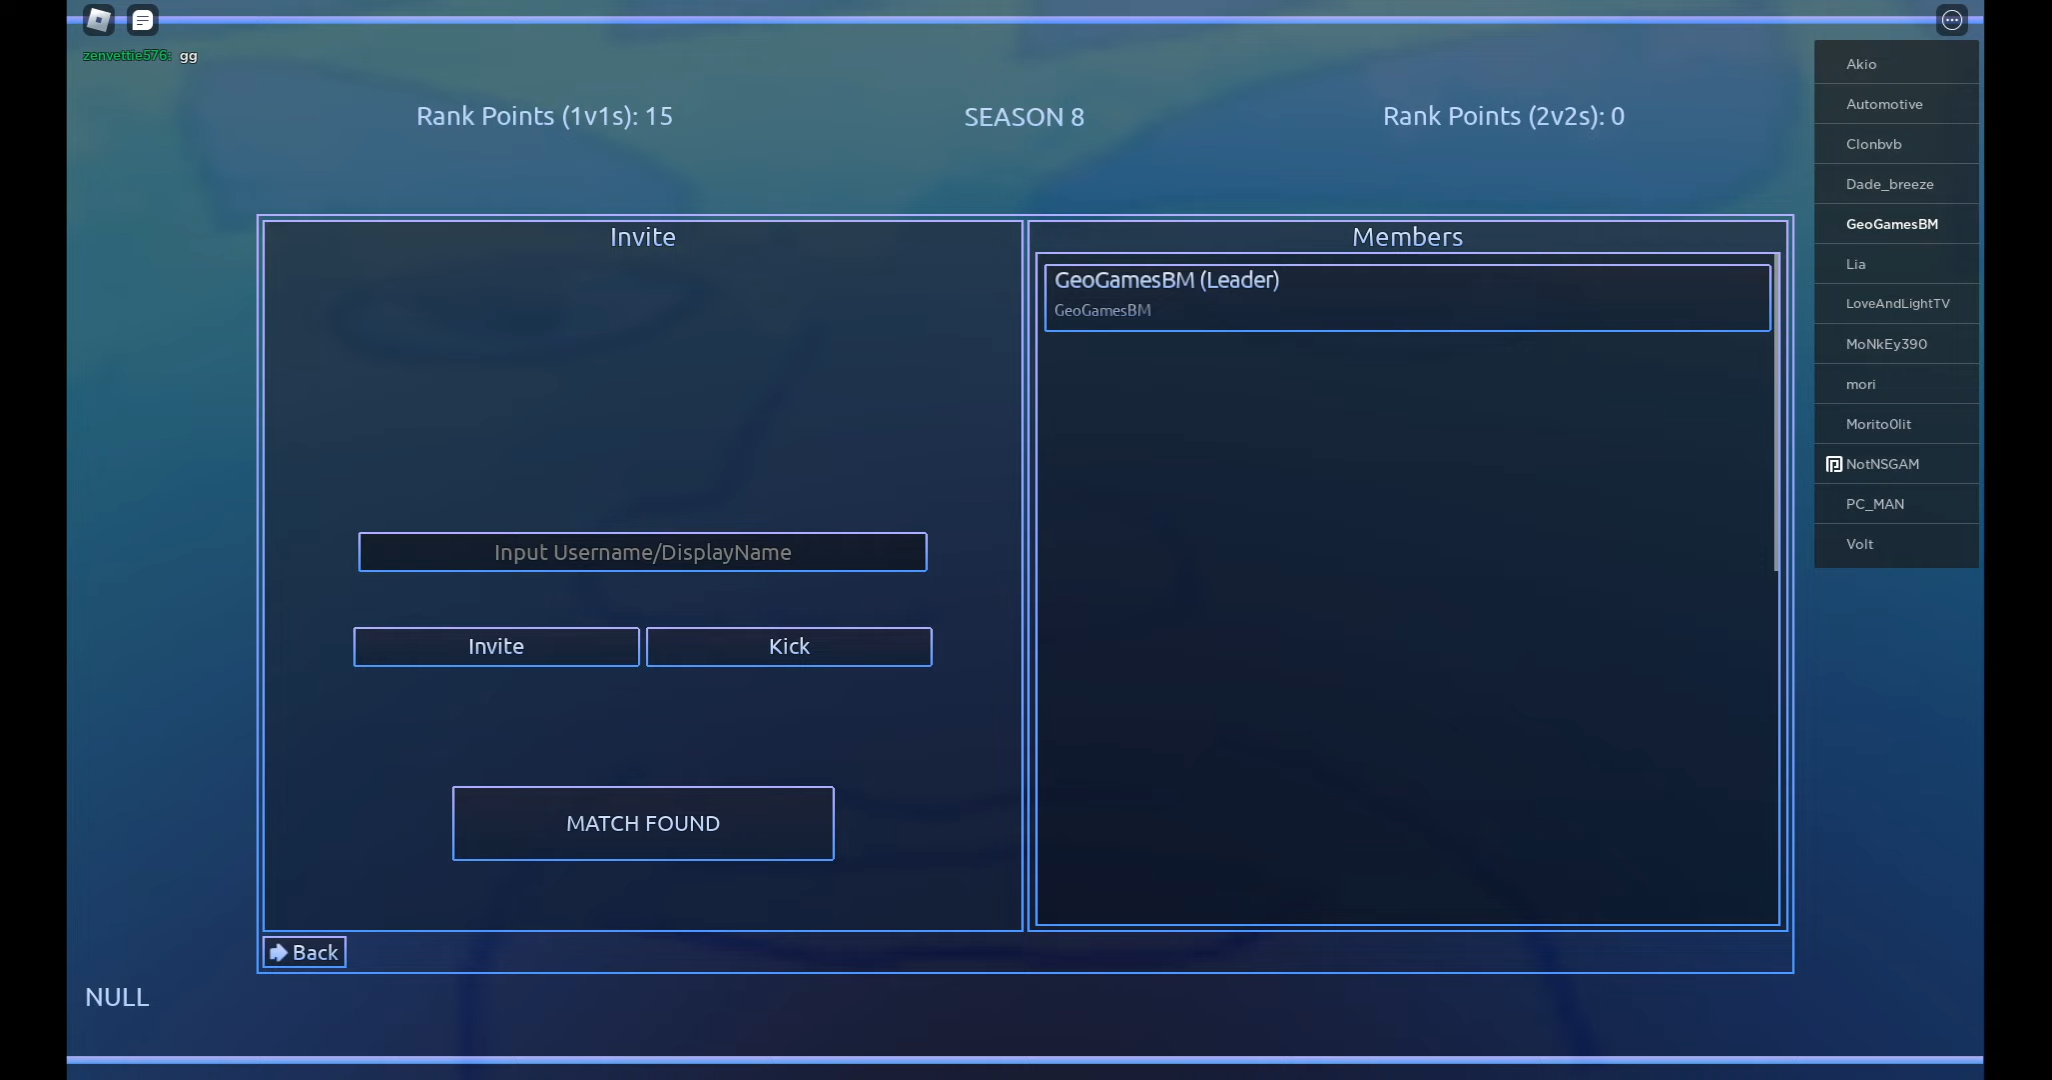 zenvettie576: gg
Rank Points (1v1s): 15
SEASON 8
Rank Points (2v2s): 0
Invite
Input Username/DisplayName
Invite
Kick
MATCH FOUND
Back
Members
GeoGamesBM (Leader)
GeoGamesBM
Akio
Automotive
Clonbvb
Dade_breeze
GeoGamesBM
Lia
LoveAndLightTV
MoNkEy390
mori
Morito0lit
NotNSGAM
PC_MAN
Volt
NULL